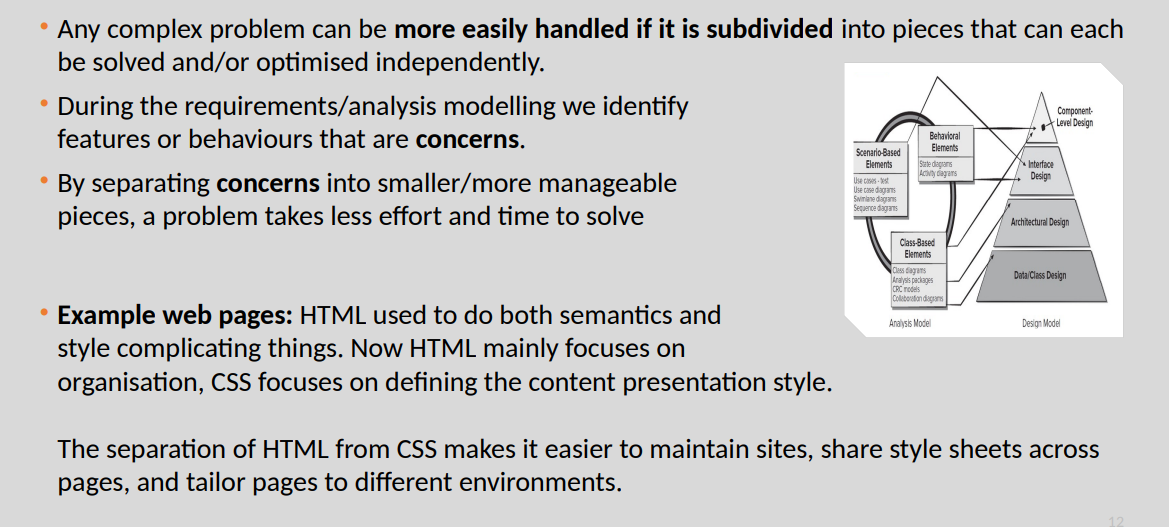 • Any complex problem can be more easily handled if it is subdivided into pieces that can each
be solved and/or optimised independently.
• During the requirements/analysis modelling we identify
features or behaviours that are concerns.
• By separating concerns into smaller/more manageable
pieces, a problem takes less effort and time to solve
• Example web pages: HTML used to do both semantics and
style complicating things. Now HTML mainly focuses on
organisation, CSS focuses on defining the content presentation style.
The separation of HTML from CSS makes it easier to maintain sites, share style sheets across
pages, and tailor pages to different environments.
Scenario-Based
Elements
Use cases - text
Use case diagrams
Swimlane diagrams
Sequence diagrams
Behavioral
Elements
State diagrams
Activity diagrams
Class-Based
Elements
Class diagrams
Analysis packages
CRC models
Collaboration diagrams
Analysis Model
Component-
Level Design
Interface
Design
Architectural Design
Data/Class Design
Design Model
12